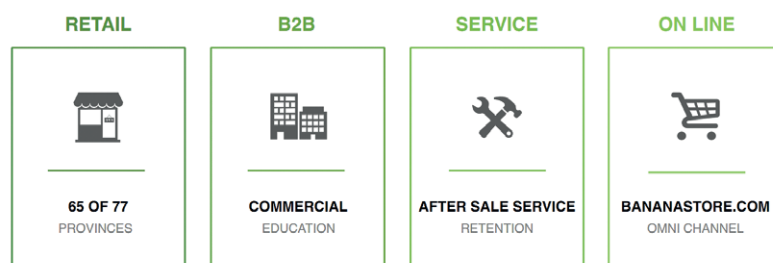 RETAIL
65 OF 77
PROVINCES
B2B
COMMERCIAL
EDUCATION
SERVICE
AFTER SALE SERVICE
RETENTION
ON LINE
BANANASTORE.COM
OMNI CHANNEL